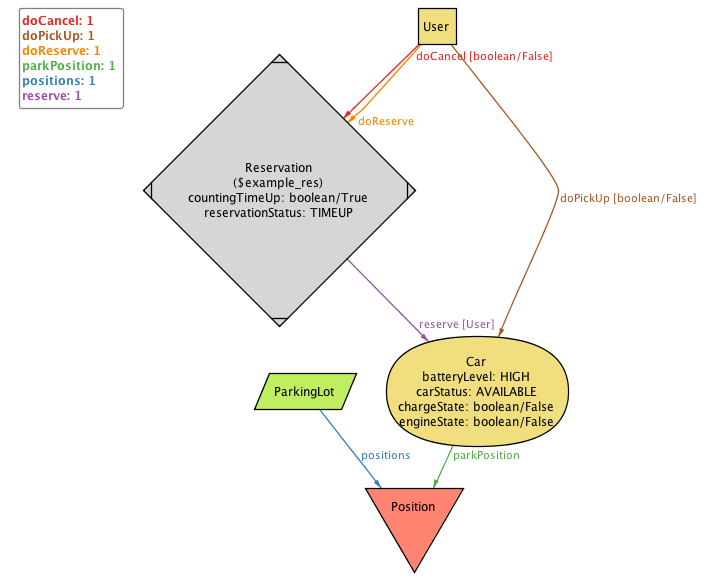 doCancel: 1
doPickUp: 1
doReserve: 1
parkPosition: 1
positions: 1
reserve: 1
User
doCancel [boolean/False]
doReserve
Reservation
($example_res)
countingTimeUp: boolean/True
reservationStatus: TIMEUP
doPickUp [boolean/False]
reserve [User]
Car
batteryLevel: HIGH
carStatus: AVAILABLE
chargeState: boolean/False
engineState: boolean/False
ParkingLot
positions
parkPosition
Position